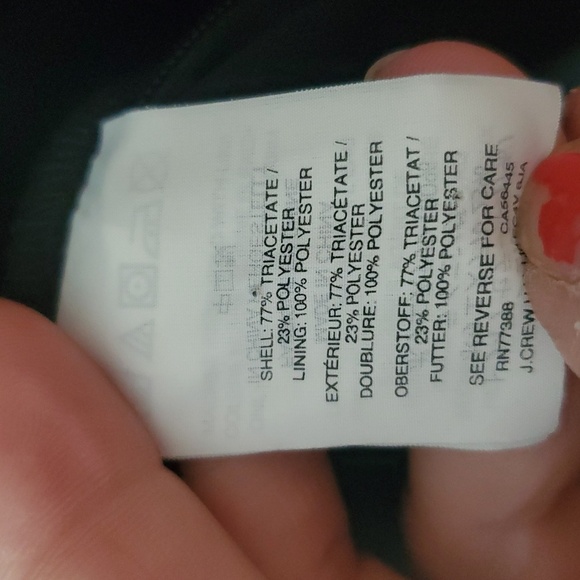 SHELL: 77% TRIACETATE /
23% POLYESTER
LINING: 100% POLYESTER
EXTÉRIEUR: 77% TRIACÉTATE /
23% POLYESTER
DOUBLURE: 100% POLYESTER
OBERSTOFF: 77% TRIACETAT /
23% POLYESTER
FUTTER: 100% POLYESTER
SEE REVERSE FOR CARE
RN77388 CA56445
J.CREW